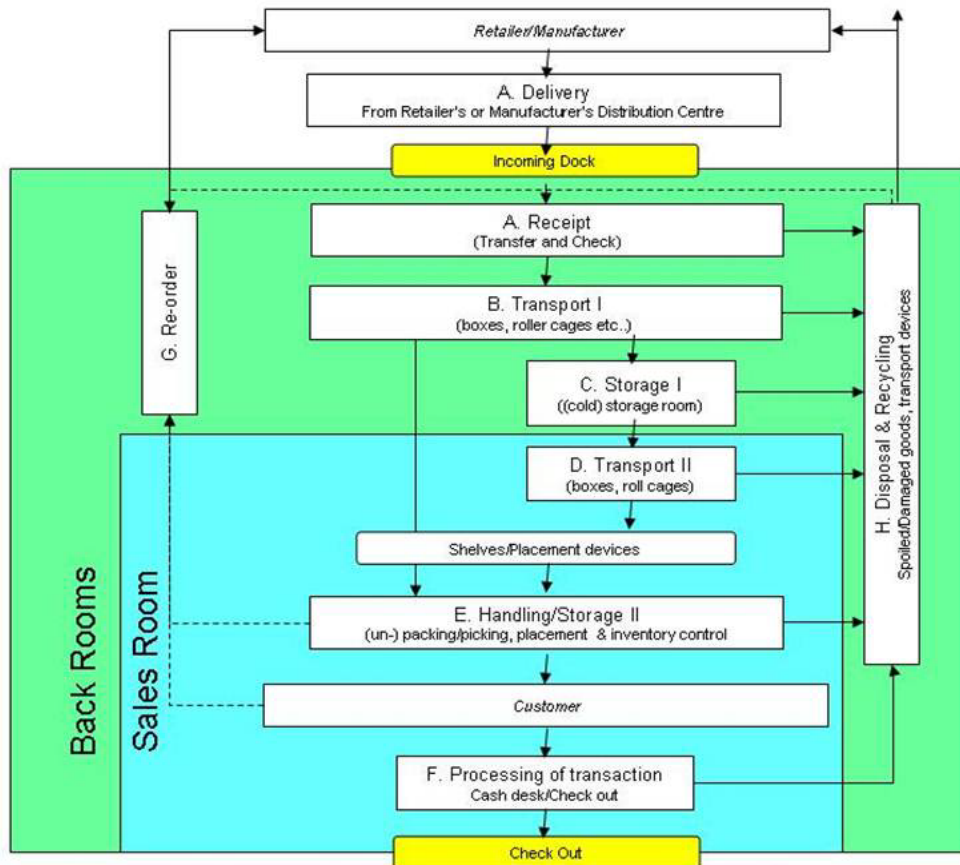 Retailer/Manufacturer
A. Delivery
From Retailer's or Manufacturer's Distribution Centre
Incoming Dock
A. Receipt
(Transfer and Check)
G. Re-order
B. Transport I
(boxes, roller cages etc..)
C. Storage I
((cold) storage room)
D. Transport II
(boxes, roll cages)
H. Disposal & Recycling
Spoiled/Damaged goods, transport devices
Shelves/Placement devices
E. Handling/Storage II
(un-) packing/picking, placement & inventory control
Back Rooms
Sales Room
Customer
F. Processing of transaction
Cash desk/Check out
Check Out